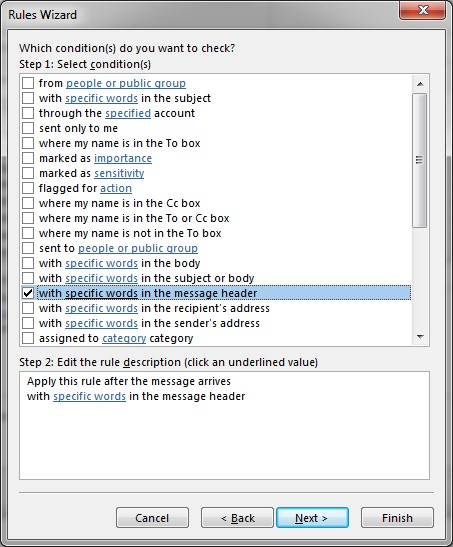 Rules Wizard
Which condition(s) do you want to check?
Step 1: Select condition(s)
from people or public group
with specific words in the subject
through the specified account
sent only to me
where my name is in the To box
marked as importance
marked as sensitivity
flagged for action
where my name is in the Cc box
where my name is in the To or Cc box
where my name is not in the To box
sent to people or public group
with specific words in the body
with specific words in the subject or body
with specific words in the message header
with specific words in the recipient's address
with specific words in the sender's address
assigned to category category
Step 2: Edit the rule description (click an underlined value)
Apply this rule after the message arrives
with specific words in the message header
Cancel
< Back
Next >
Finish